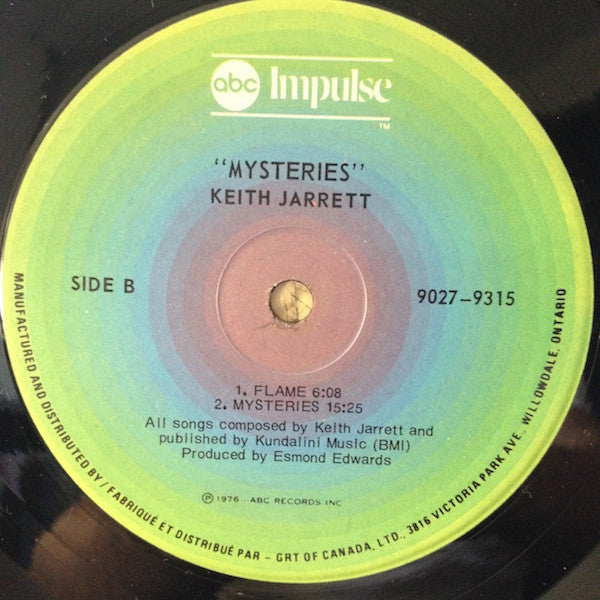 abc Impulse
TM
"MYSTERIES"
KEITH JARRETT
SIDE B
9027-9315
1. FLAME 6:08
2. MYSTERIES 15:25
All songs composed by Keith Jarrett and
published by Kundalini Music (BMI)
Produced by Esmond Edwards
Ⓟ 1976 - ABC RECORDS INC
MANUFACTURED AND DISTRIBUTED BY / FABRIQUÉ ET DISTRIBUÉ PAR - GRT OF CANADA, LTD., 3816 VICTORIA PARK AVE. WILLOWDALE, ONTARIO